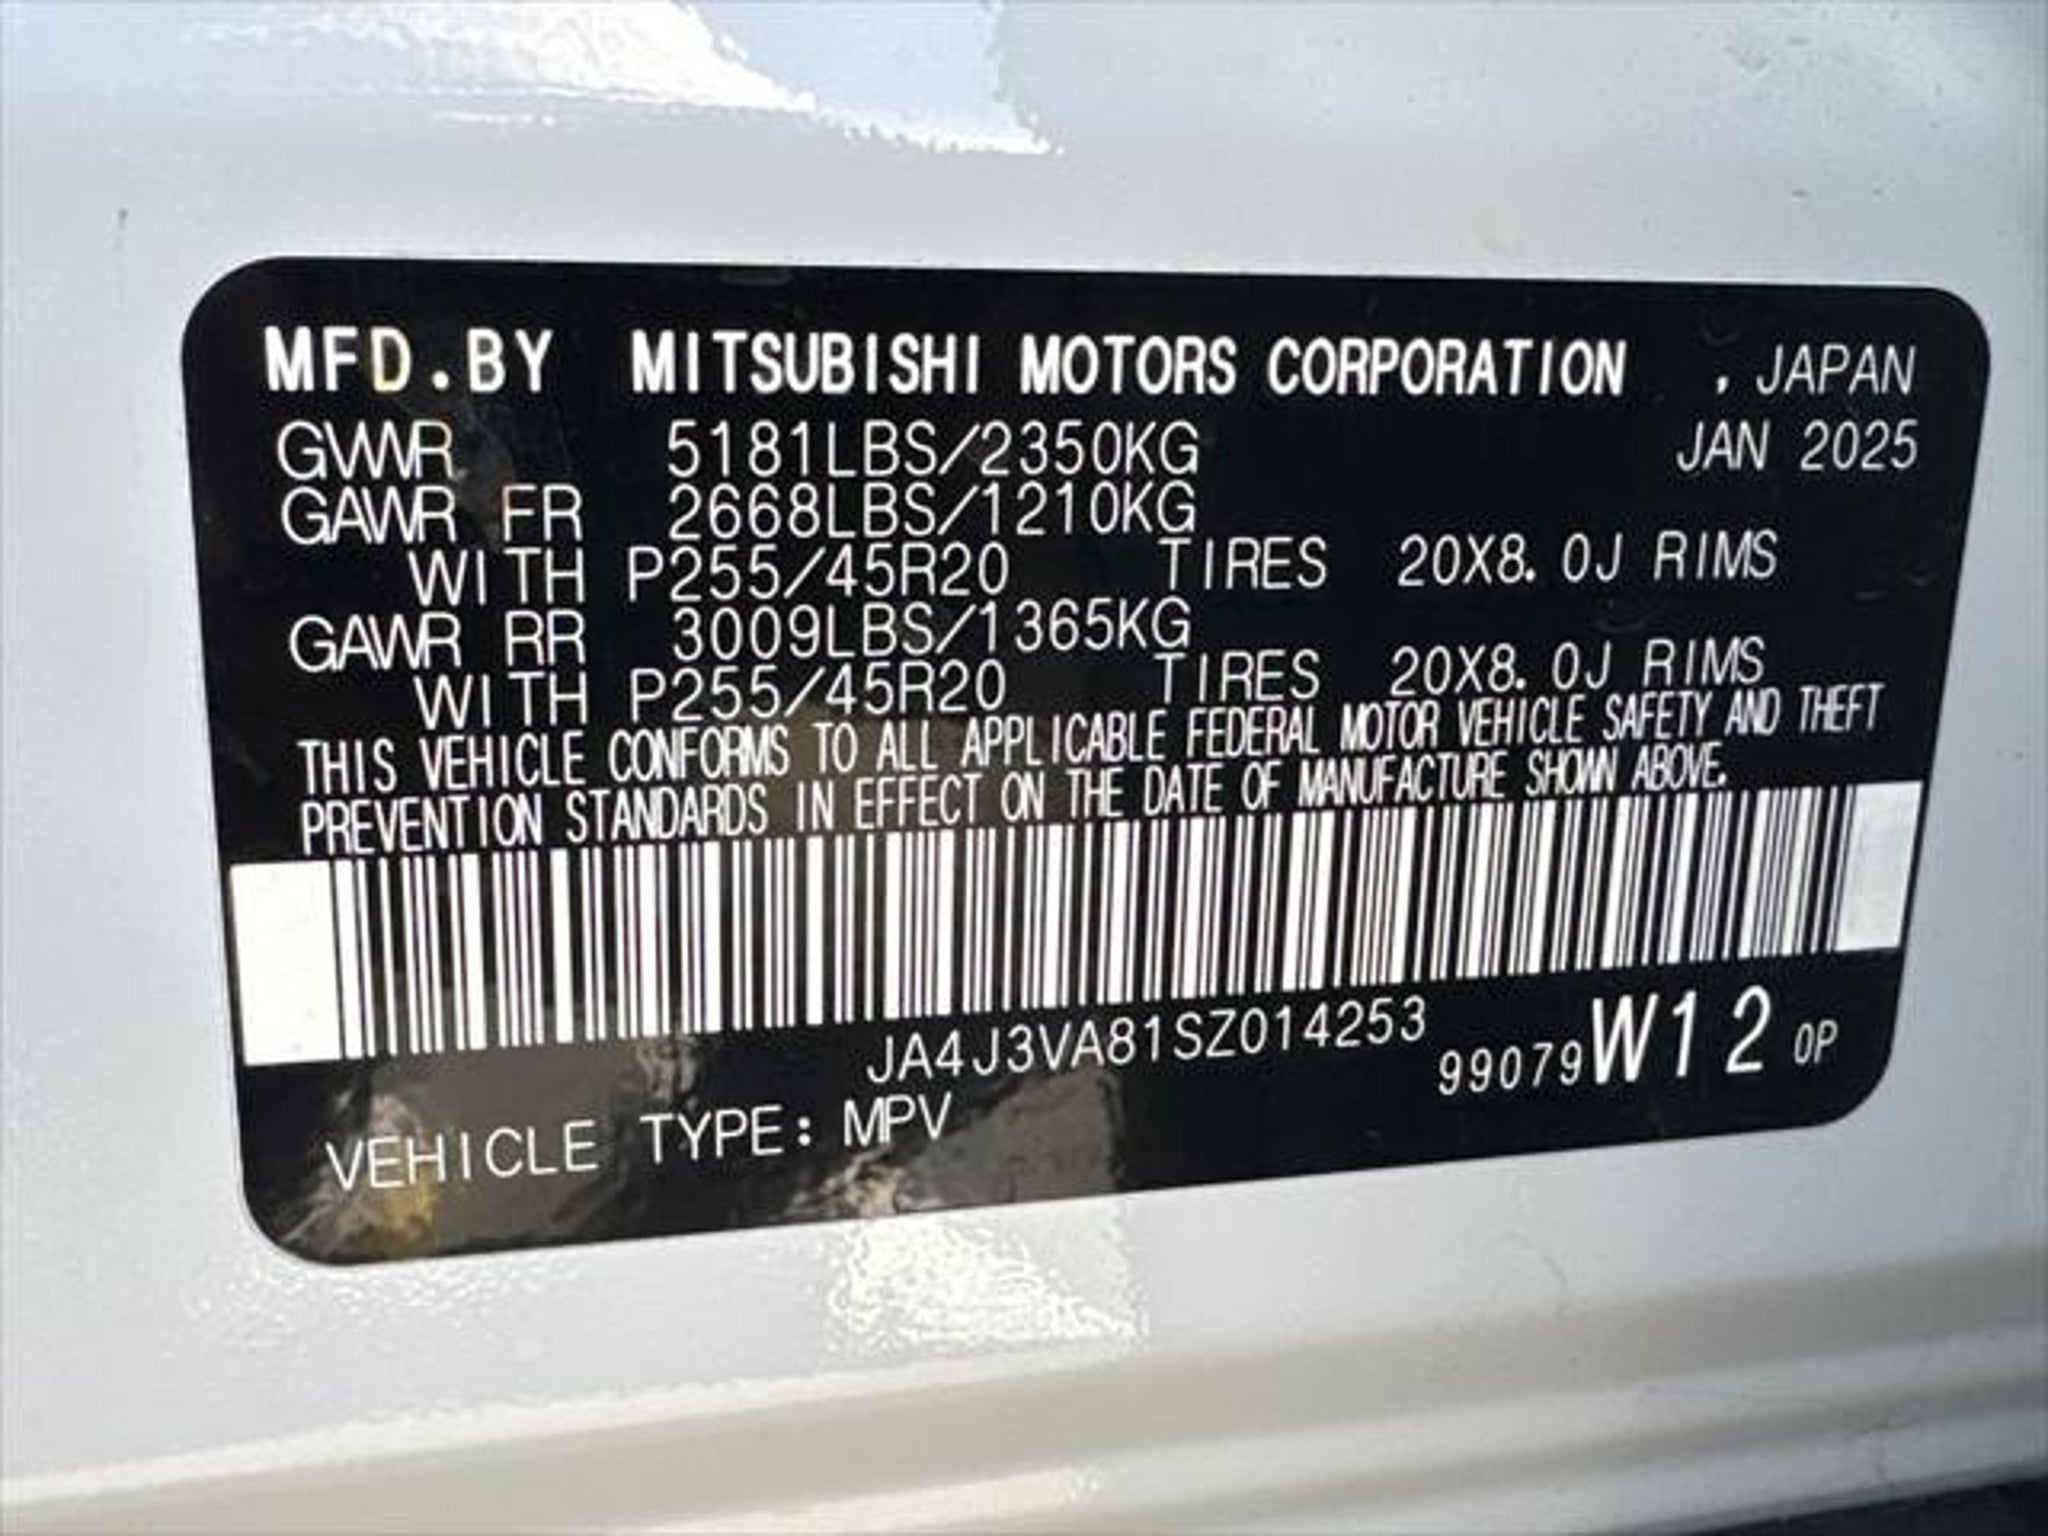 MFD.BY MITSUBISHI MOTORS CORPORATION , JAPAN
GVWR 5181LBS/2350KG JAN 2025
GAWR FR 2668LBS/1210KG
WITH P255/45R20 TIRES 20X8.0J RIMS
GAWR RR 3009LBS/1365KG
WITH P255/45R20 TIRES 20X8.0J RIMS
THIS VEHICLE CONFORMS TO ALL APPLICABLE FEDERAL MOTOR VEHICLE SAFETY AND THEFT
PREVENTION STANDARDS IN EFFECT ON THE DATE OF MANUFACTURE SHOWN ABOVE.
JA4J3VA81SZ014253 99079W12 0P
VEHICLE TYPE: MPV